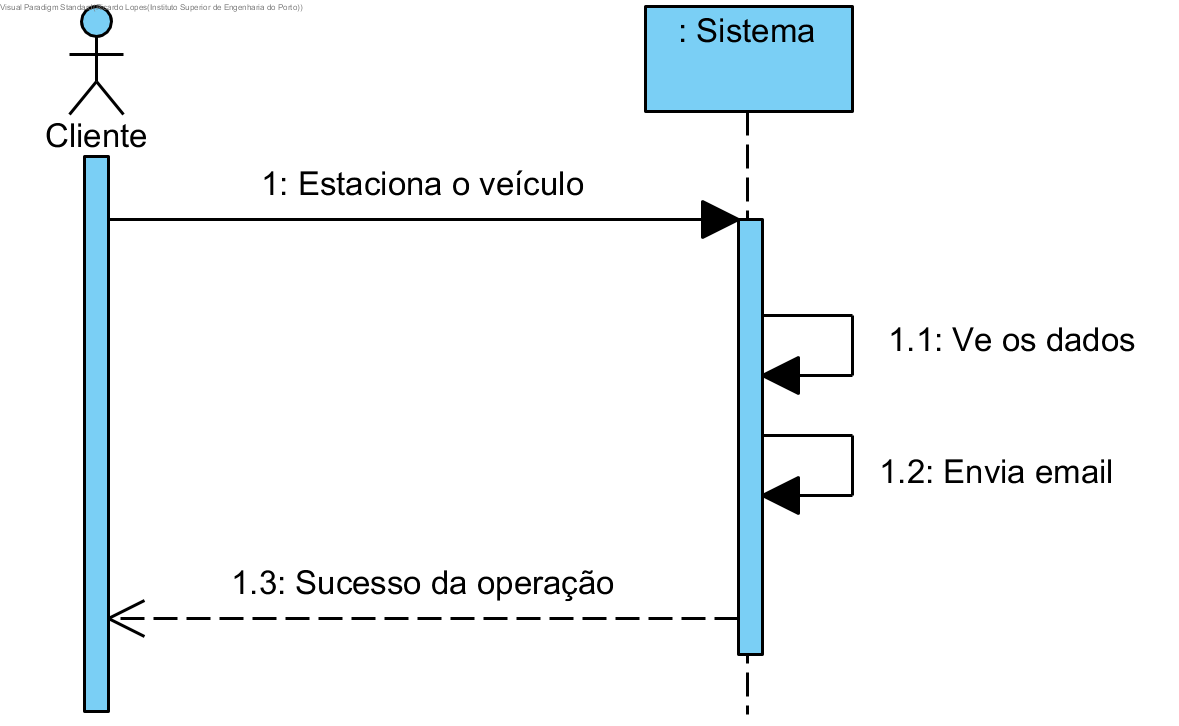 Visual Paradigm Standard(Ricardo Lopes(Instituto Superior de Engenharia do Porto))
: Sistema
Cliente
1: Estaciona o veículo
1.1: Ve os dados
1.2: Envia email
1.3: Sucesso da operação